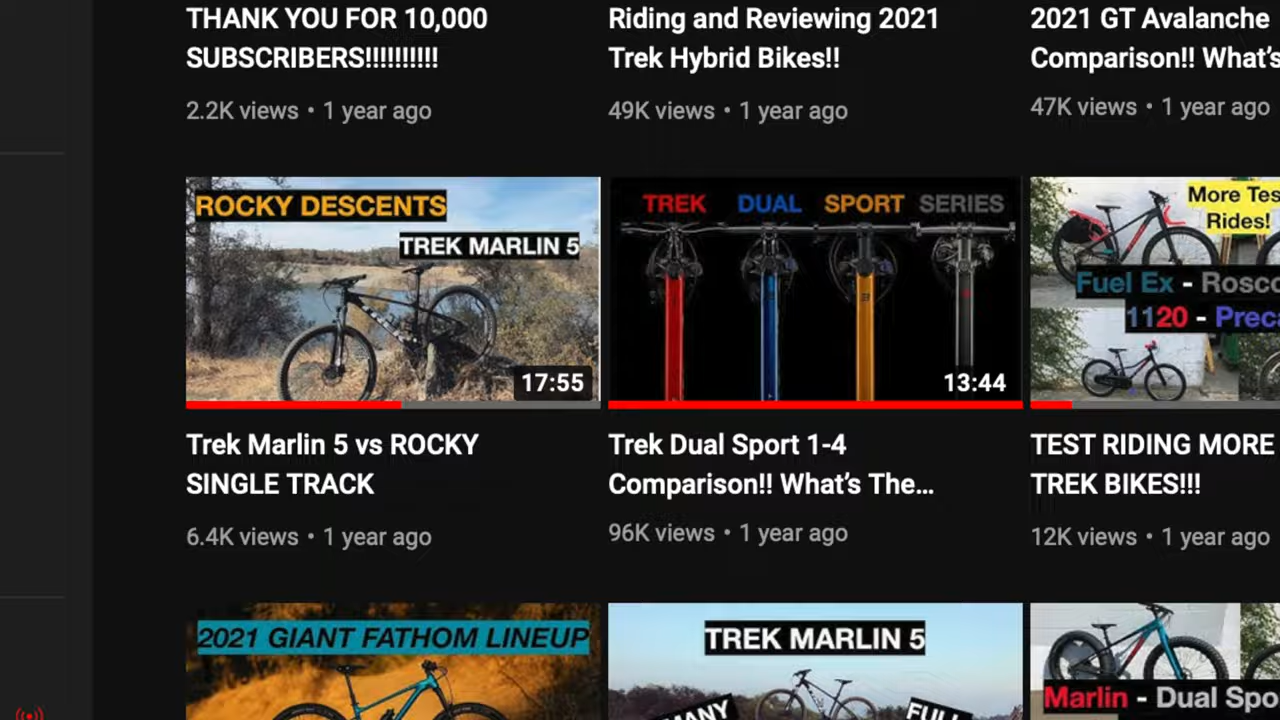 THANK YOU FOR 10,000
SUBSCRIBERS!!!!!!!!!!
2.2K views • 1 year ago
Riding and Reviewing 2021
Trek Hybrid Bikes!!
49K views • 1 year ago
2021 GT Avalanche
Comparison!! What's
47K views • 1 year ago
ROCKY DESCENTS
TREK MARLIN 5
17:55
Trek Marlin 5 vs ROCKY
SINGLE TRACK
6.4K views • 1 year ago
TREK DUAL SPORT SERIES
13:44
Trek Dual Sport 1-4
Comparison!! What's The...
96K views • 1 year ago
More Tes
Rides!
Fuel Ex - Rosco
1120 - Preca
TEST RIDING MORE
TREK BIKES!!!
12K views • 1 year ago
2021 GIANT FATHOM LINEUP
TREK MARLIN 5
MANY
FULL
Marlin - Dual Spo